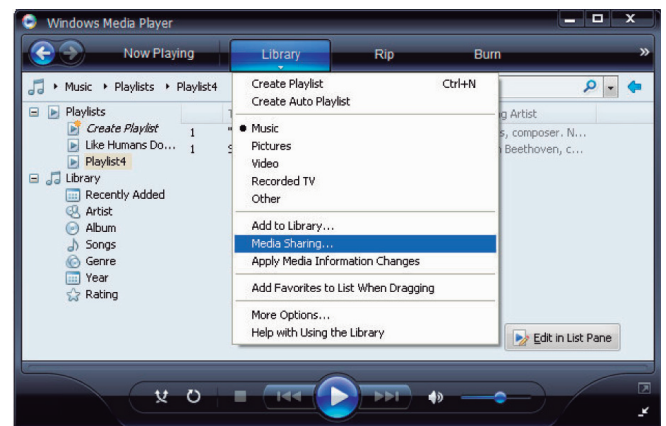 Windows Media Player
Now Playing Library Rip Burn »
Music Playlists Playlist4
Create Playlist Ctrl+N
Create Auto Playlist
Music
Pictures
Video
Recorded TV
Other
Add to Library...
Media Sharing...
Apply Media Information Changes
Add Favorites to List When Dragging
More Options...
Help with Using the Library
Playlists
Create Playlist
Like Humans Do...
Playlist4
Library
Recently Added
Artist
Album
Songs
Genre
Year
Rating
1
1
g Artist
s, composer. N...
Beethoven, c...
Edit in List Pane